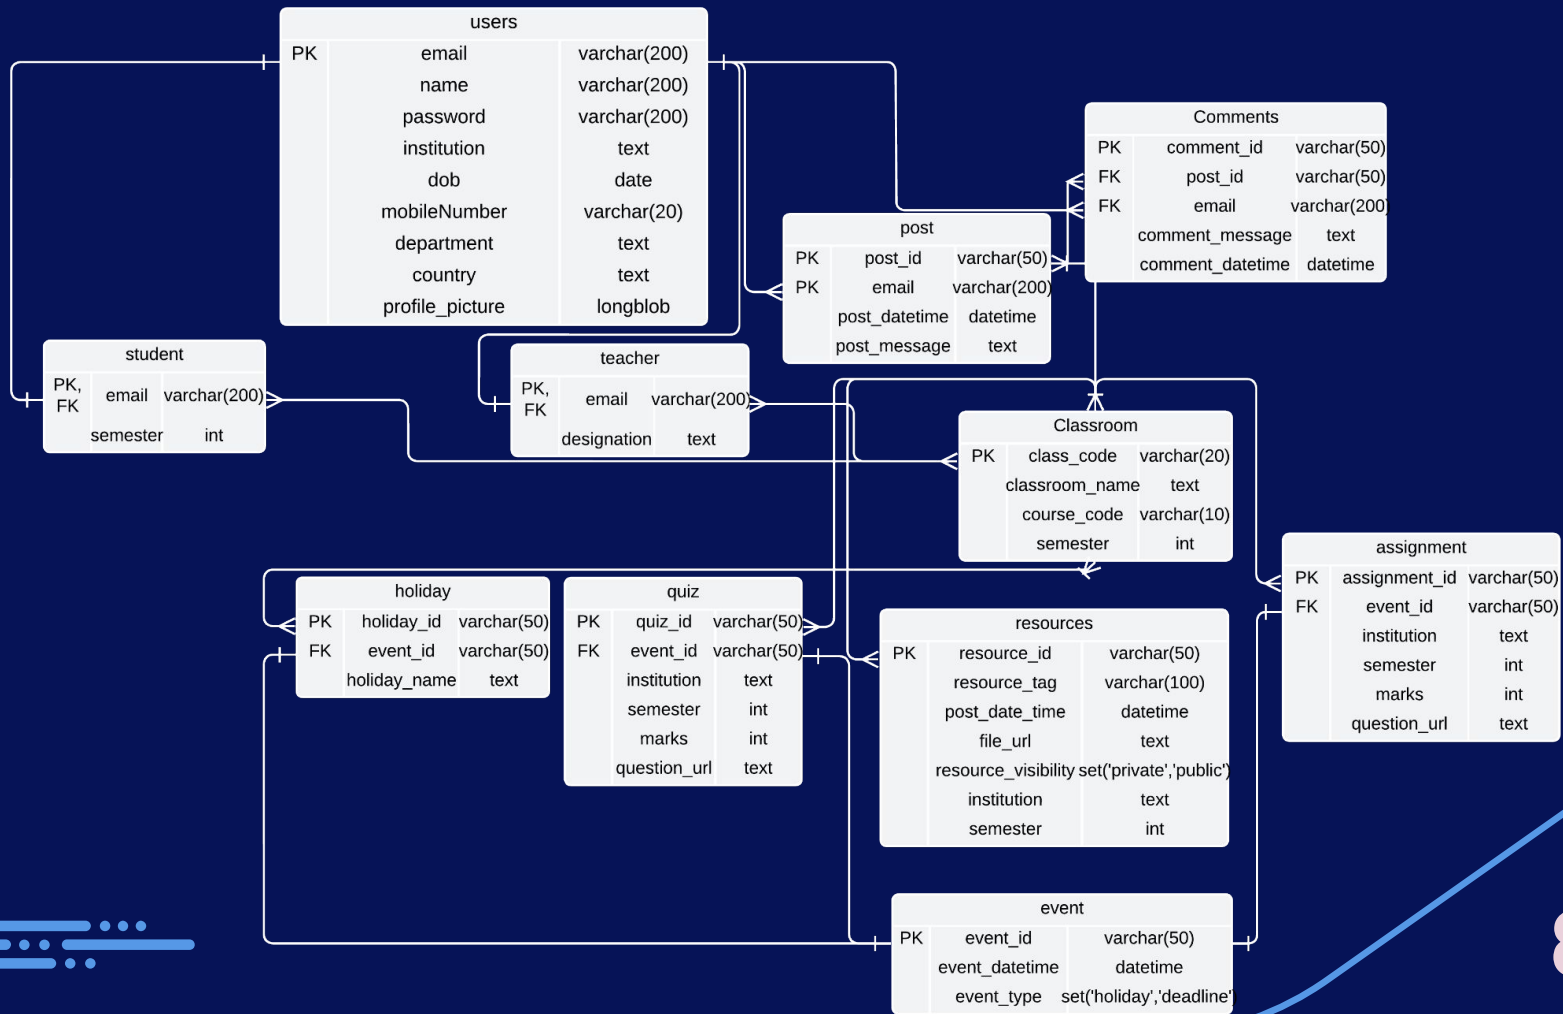 users
PK email varchar(200)
name varchar(200)
password varchar(200)
institution text
dob date
mobileNumber varchar(20)
department text
country text
profile_picture longblob
Comments
PK comment_id varchar(50)
FK post_id varchar(50)
FK email varchar(200)
comment_message text
comment_datetime datetime
post
PK post_id varchar(50)
PK email varchar(200)
post_datetime datetime
post_message text
student
PK, FK email varchar(200)
semester int
teacher
PK, FK email varchar(200)
designation text
Classroom
PK class_code varchar(20)
classroom_name text
course_code varchar(10)
semester int
assignment
PK assignment_id varchar(50)
FK event_id varchar(50)
institution text
semester int
marks int
question_url text
holiday
PK holiday_id varchar(50)
FK event_id varchar(50)
holiday_name text
quiz
PK quiz_id varchar(50)
FK event_id varchar(50)
institution text
semester int
marks int
question_url text
resources
PK resource_id varchar(50)
resource_tag varchar(100)
post_date_time datetime
file_url text
resource_visibility set('private','public')
institution text
semester int
event
PK event_id varchar(50)
event_datetime datetime
event_type set('holiday','deadline')